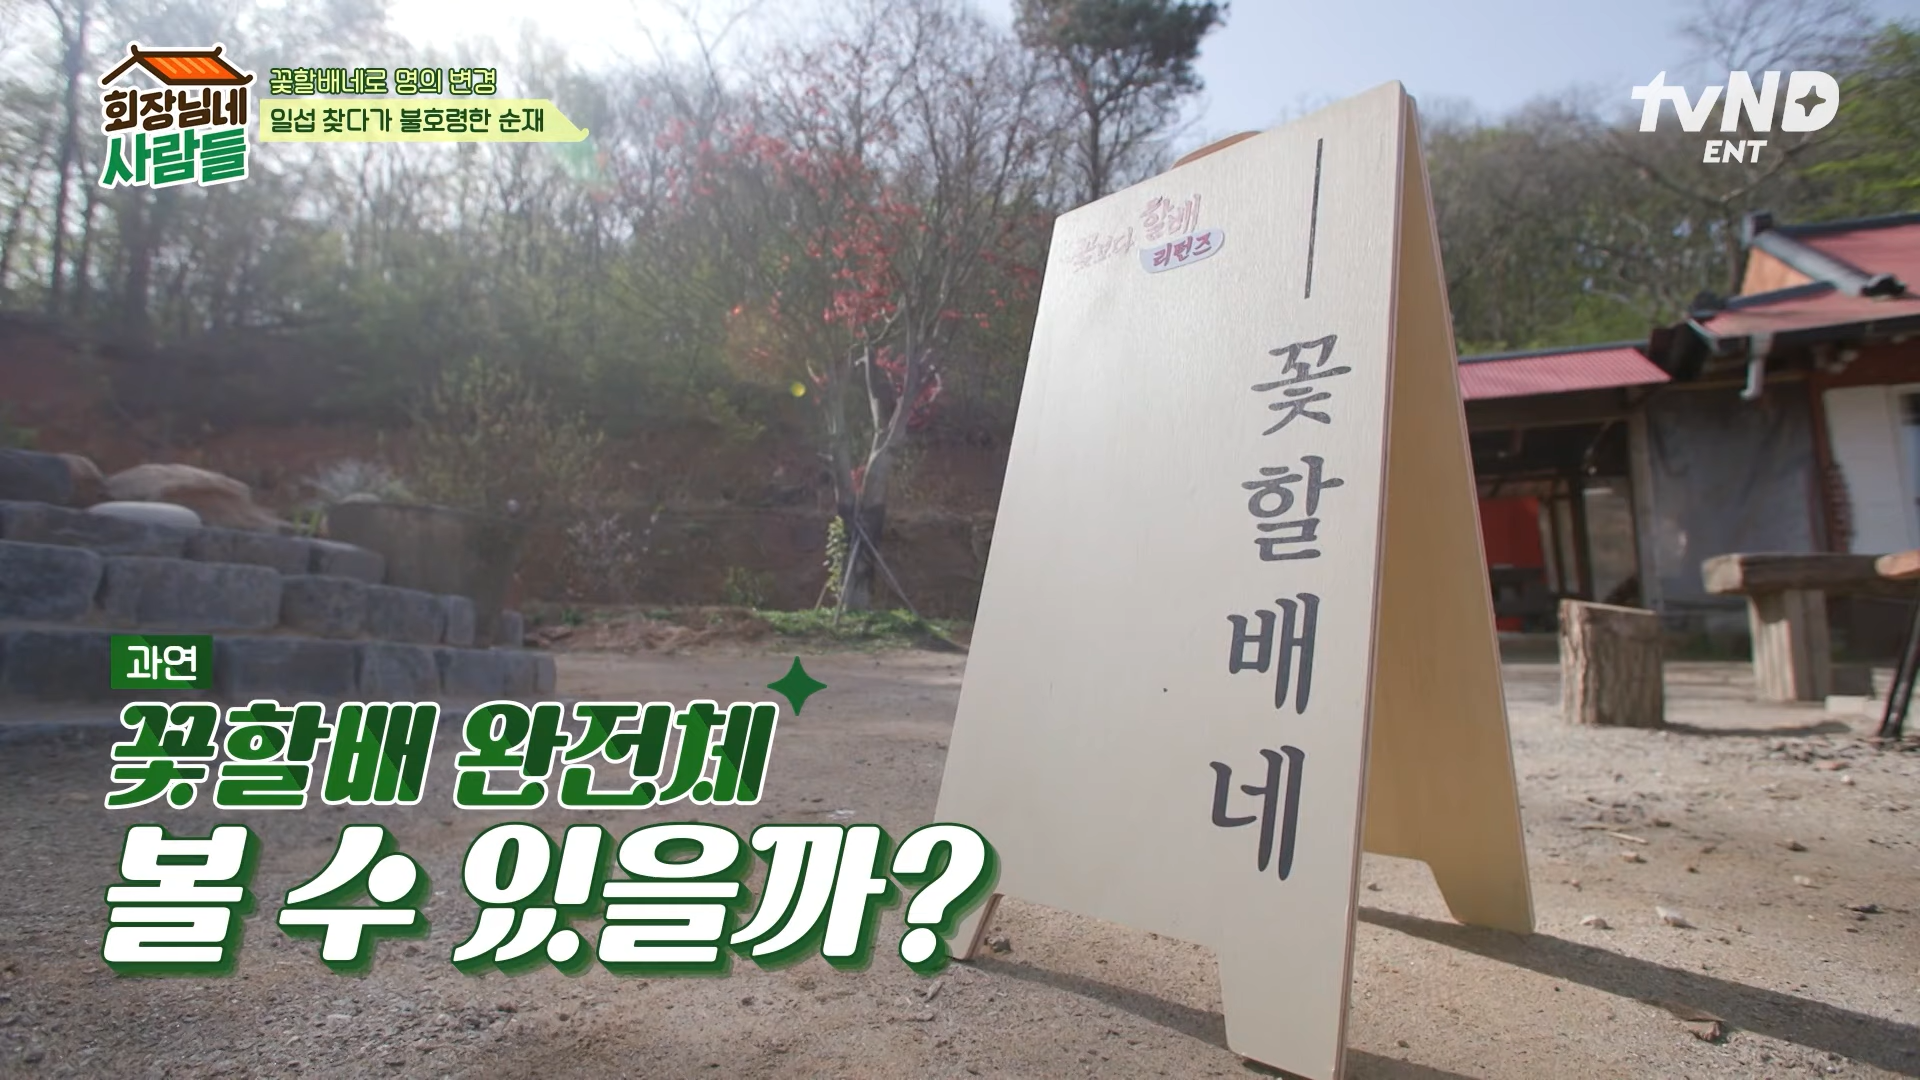 회장님네
사람들
꽃할배네로 명의 변경
일섭 찾다가 불호령한 순재
tvND
ENT
꽃보다 할배
리턴즈
꽃할배네
과연
꽃할배 완전체
볼 수 있을까?